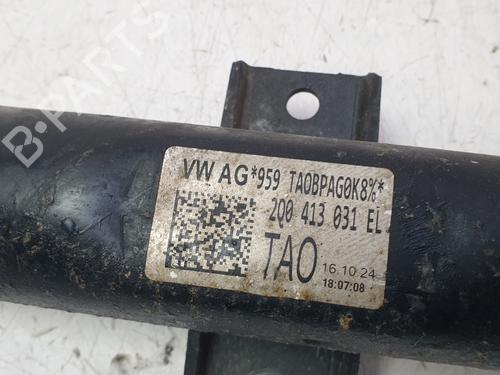 B-PARTS
VW AG *959 TAOBPAG0K8%*
2Q0 413 031 EL
TAO 16.10.24
18:07:08